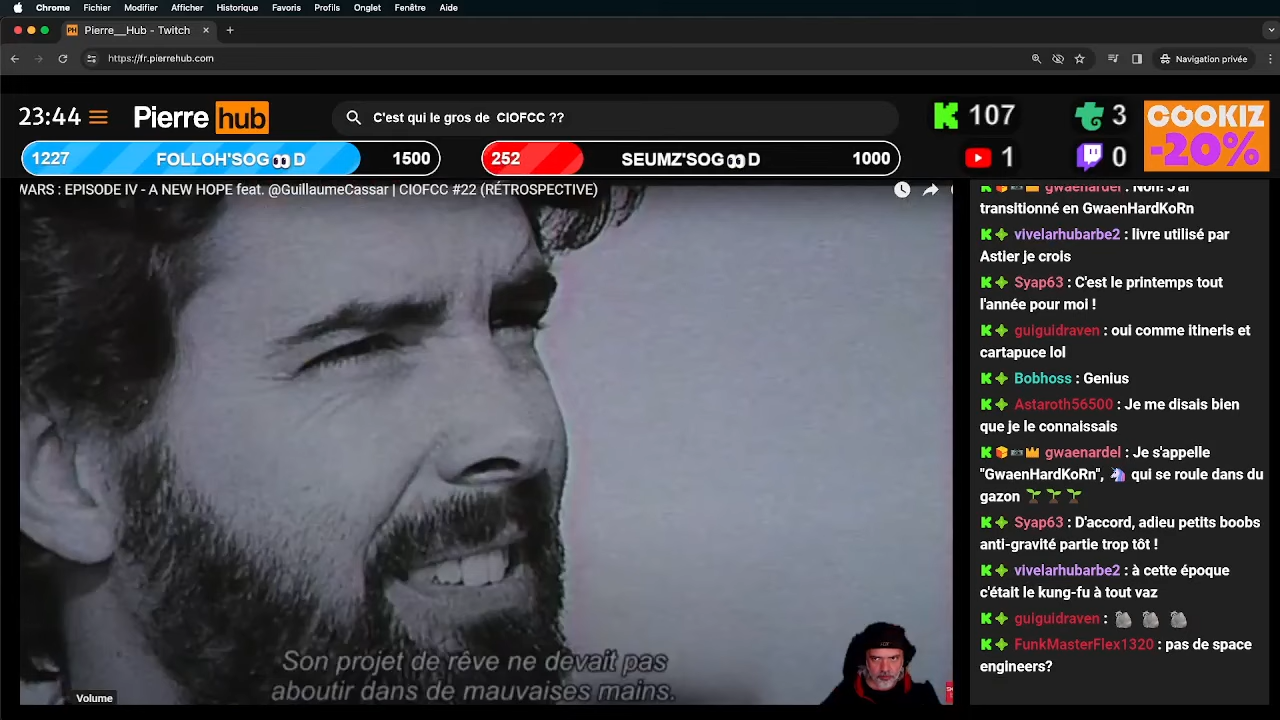 Chrome Fichier Modifier Afficher Historique Favoris Profils Onglet Fenêtre Aide
PH Pierre__Hub - Twitch
https://fr.pierrehub.com
Navigation privée
23:44 Pierre hub
C'est qui le gros de CIOFCC ??
107
3
1
0
COOKIZ
-20%
1227 FOLLOH'SOG👀D 1500
252 SEUMZ'SOG👀D 1000
WARS : EPISODE IV - A NEW HOPE feat. @GuillaumeCassar | CIOFCC #22 (RÉTROSPECTIVE)
gwaenardel : Non! J'ai
transitionné en GwaenHardKoRn
vivelarhubarbe2 : livre utilisé par
Astier je crois
Syap63 : C'est le printemps tout
l'année pour moi !
guiguidraven : oui comme itineris et
cartapuce lol
Bobhoss : Genius
Astaroth56500 : Je me disais bien
que je le connaissais
gwaenardel : Je s'appelle
"GwaenHardKoRn", 🦄 qui se roule dans du
gazon 🌱 🌱 🌱
Syap63 : D'accord, adieu petits boobs
anti-gravité partie trop tôt !
vivelarhubarbe2 : à cette époque
c'était le kung-fu à tout vaz
guiguidraven :
FunkMasterFlex1320 : pas de space
engineers?
Son projet de rêve ne devait pas
aboutir dans de mauvaises mains.
Volume